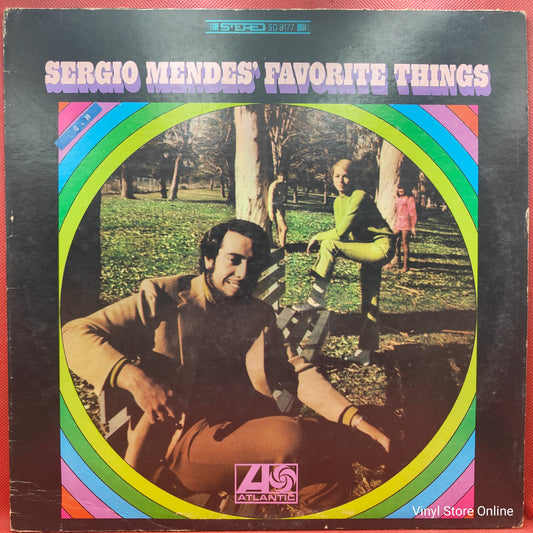 STEREO SD 8177
SERGIO MENDES' FAVORITE THINGS
C-N
ATLANTIC
Vinyl Store Online